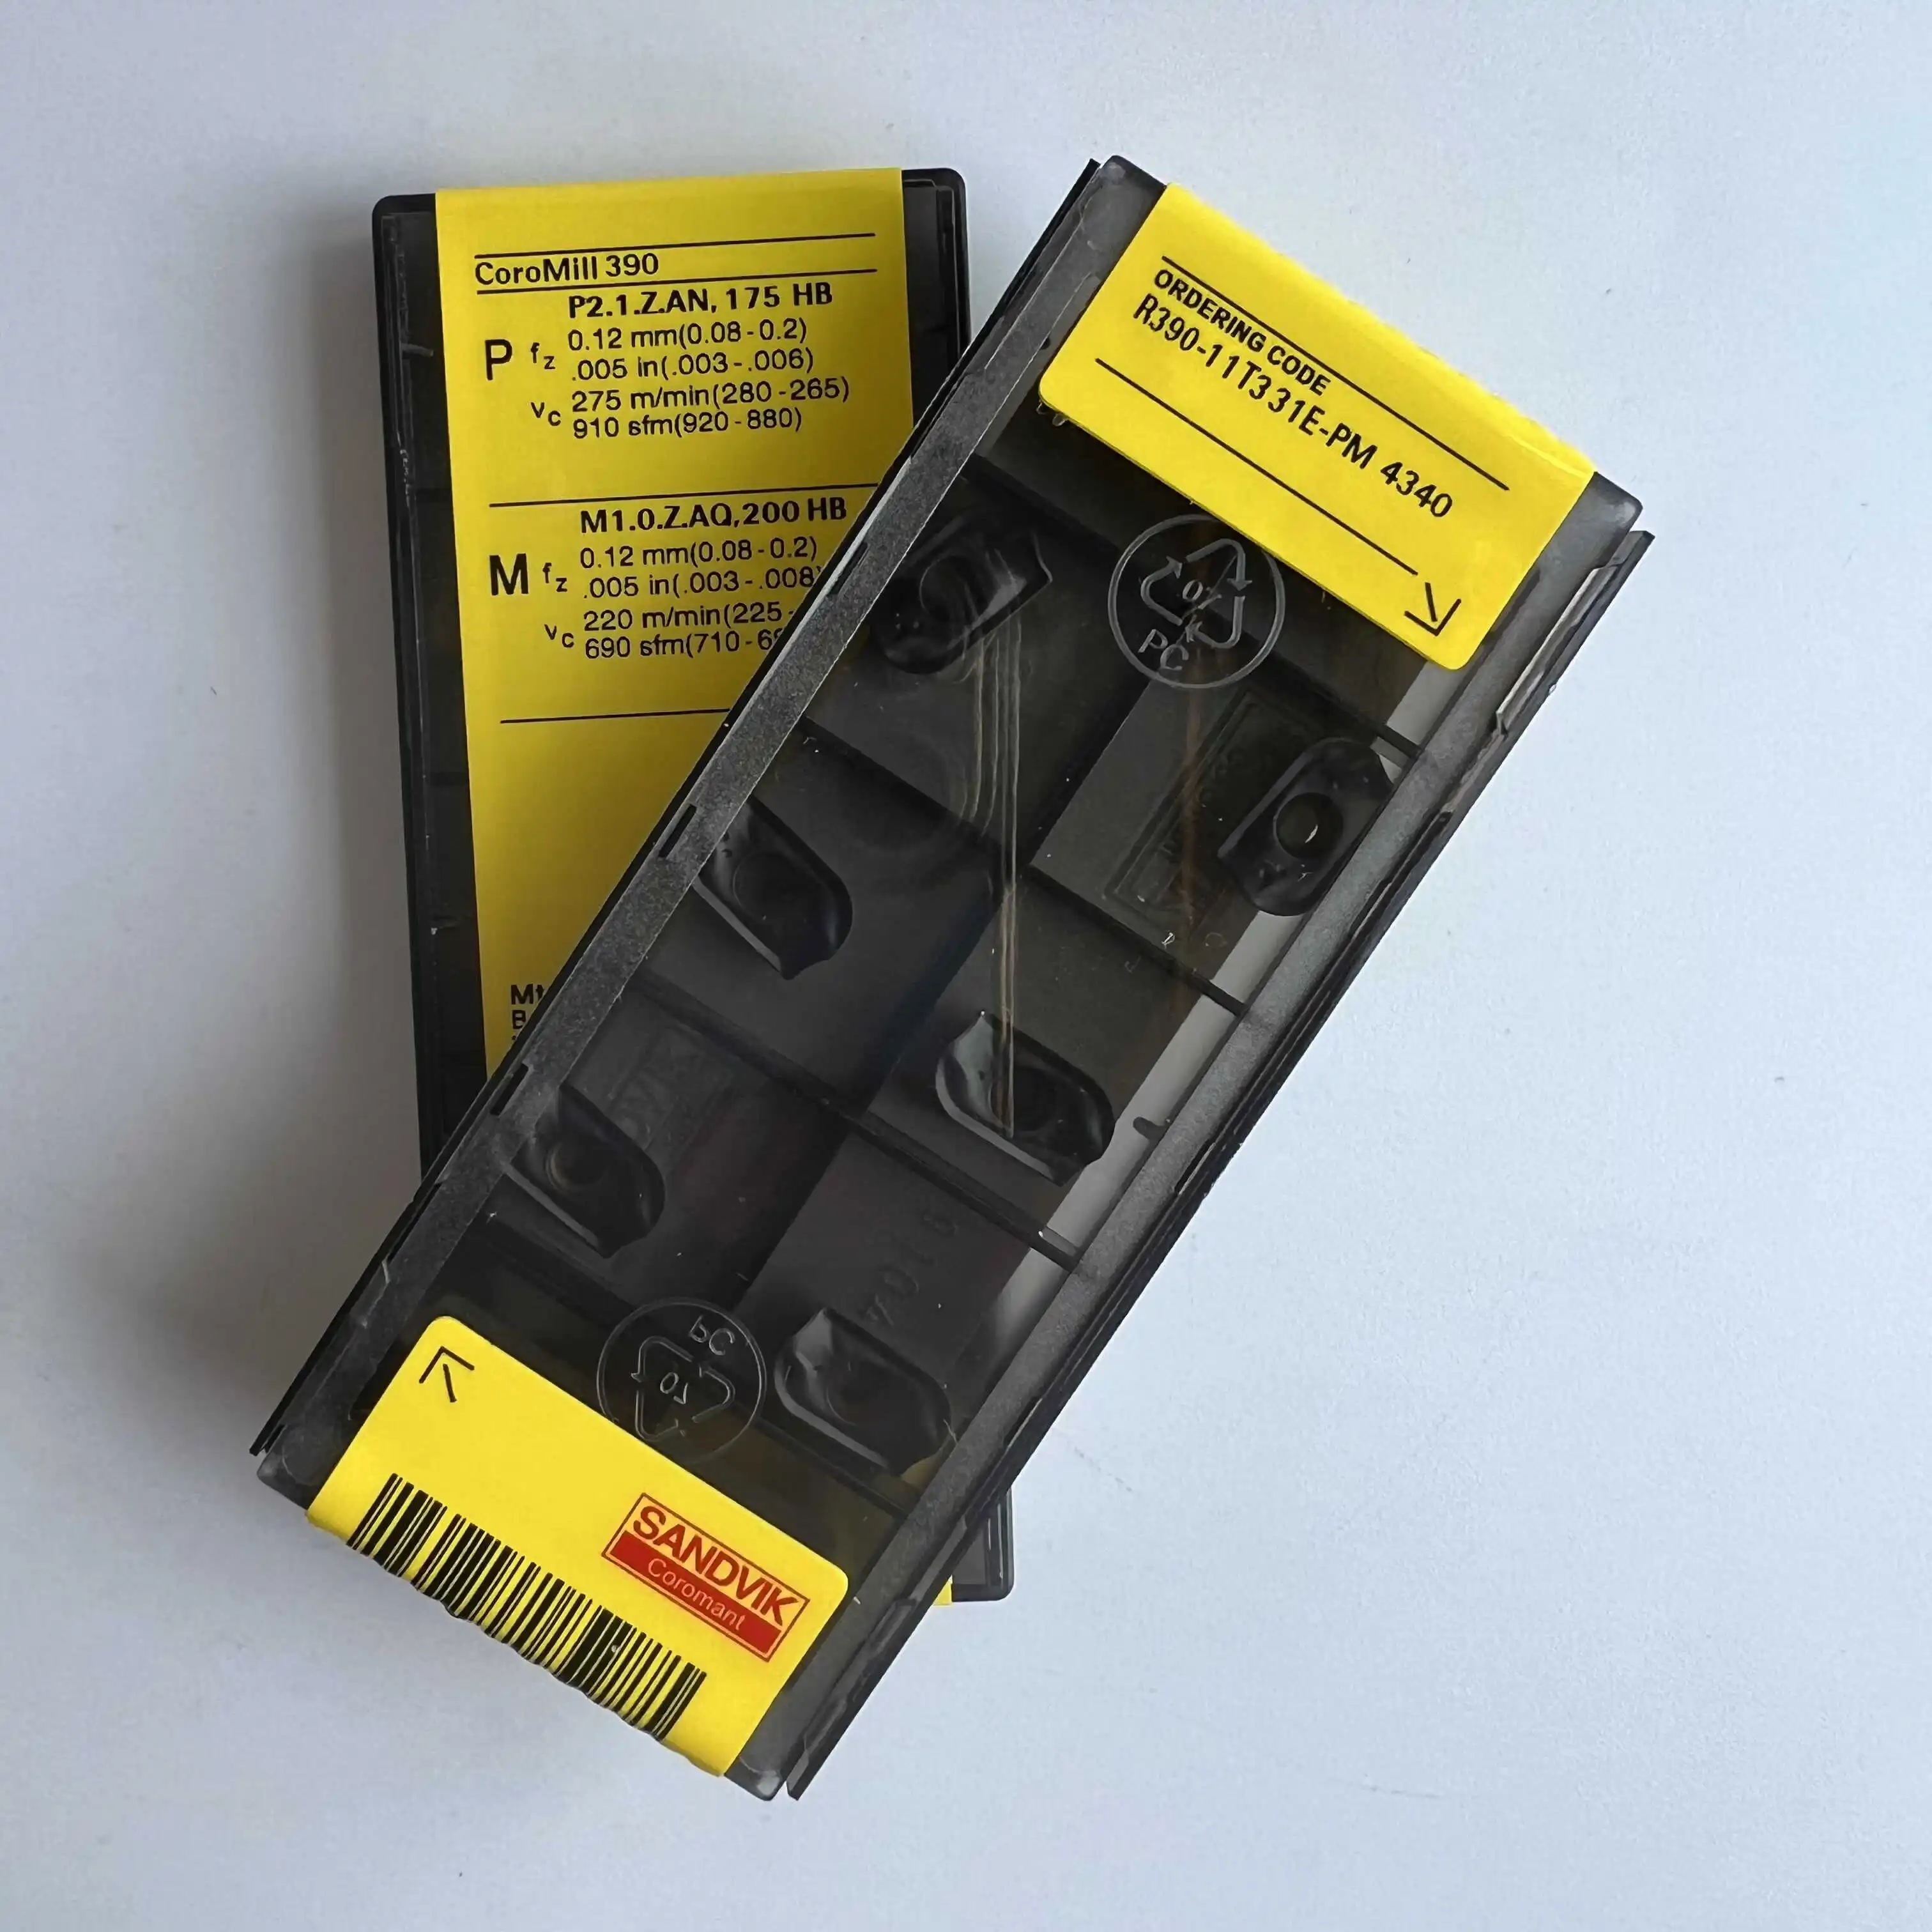 CoroMill 390
P2.1.Z.AN, 175 HB
P fz 0.12 mm(0.08-0.2)
.005 in(.003-.006)
vc 275 m/min(280-265)
910 sfm(920-880)
M1.0.Z.AQ,200 HB
M fz 0.12 mm(0.08-0.2)
.005 in(.003-.008
vc 220 m/min(225-
690 sfm(710-6
ORDERING CODE
R390-11T331E-PM 4340
PC
PC
SANDVIK
Coromant